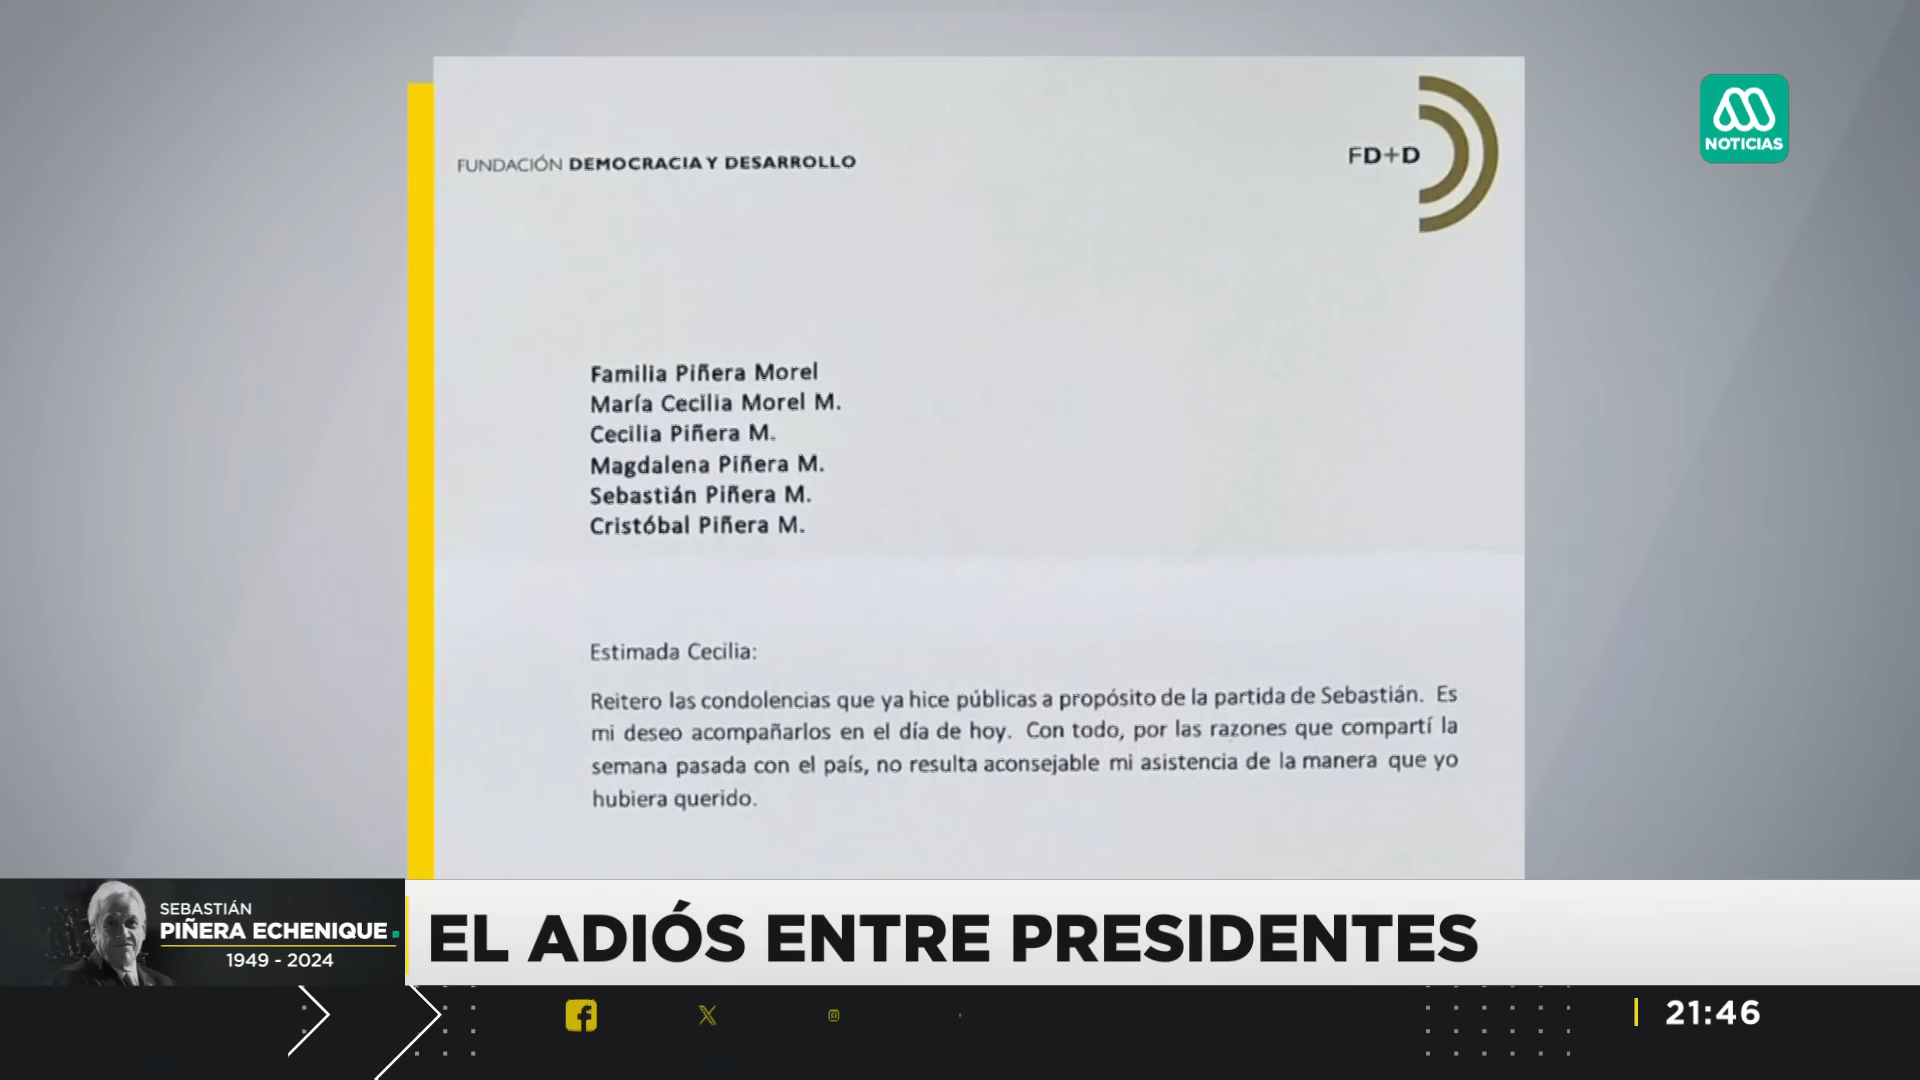 FUNDACIÓN DEMOCRACIA Y DESARROLLO
FD+D
NOTICIAS
Familia Piñera Morel
María Cecilia Morel M.
Cecilia Piñera M.
Magdalena Piñera M.
Sebastián Piñera M.
Cristóbal Piñera M.
Estimada Cecilia:
Reitero las condolencias que ya hice públicas a propósito de la partida de Sebastián. Es
mi deseo acompañarlos en el día de hoy. Con todo, por las razones que compartí la
semana pasada con el país, no resulta aconsejable mi asistencia de la manera que yo
hubiera querido.
SEBASTIÁN
PIÑERA ECHENIQUE
1949 - 2024
EL ADIÓS ENTRE PRESIDENTES
21:46